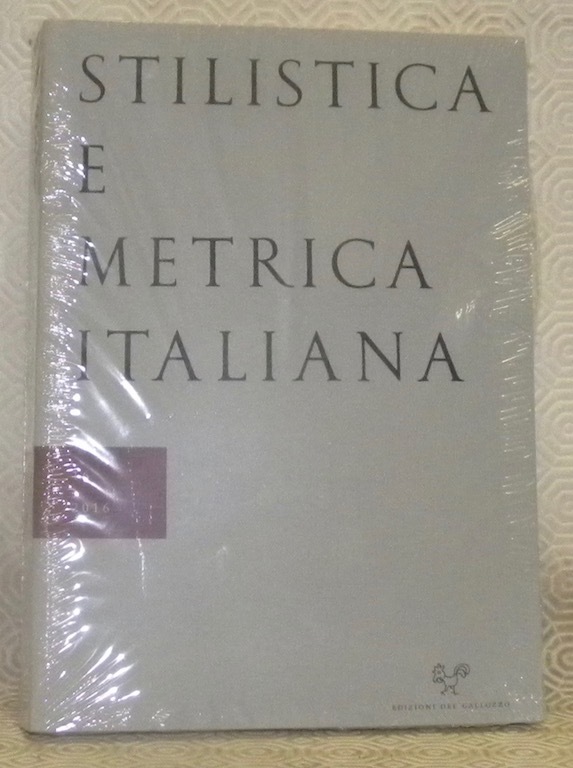 STILISTICA
E
METRICA
ITALIANA
2016
EDIZIONI DEL GALLUZZO